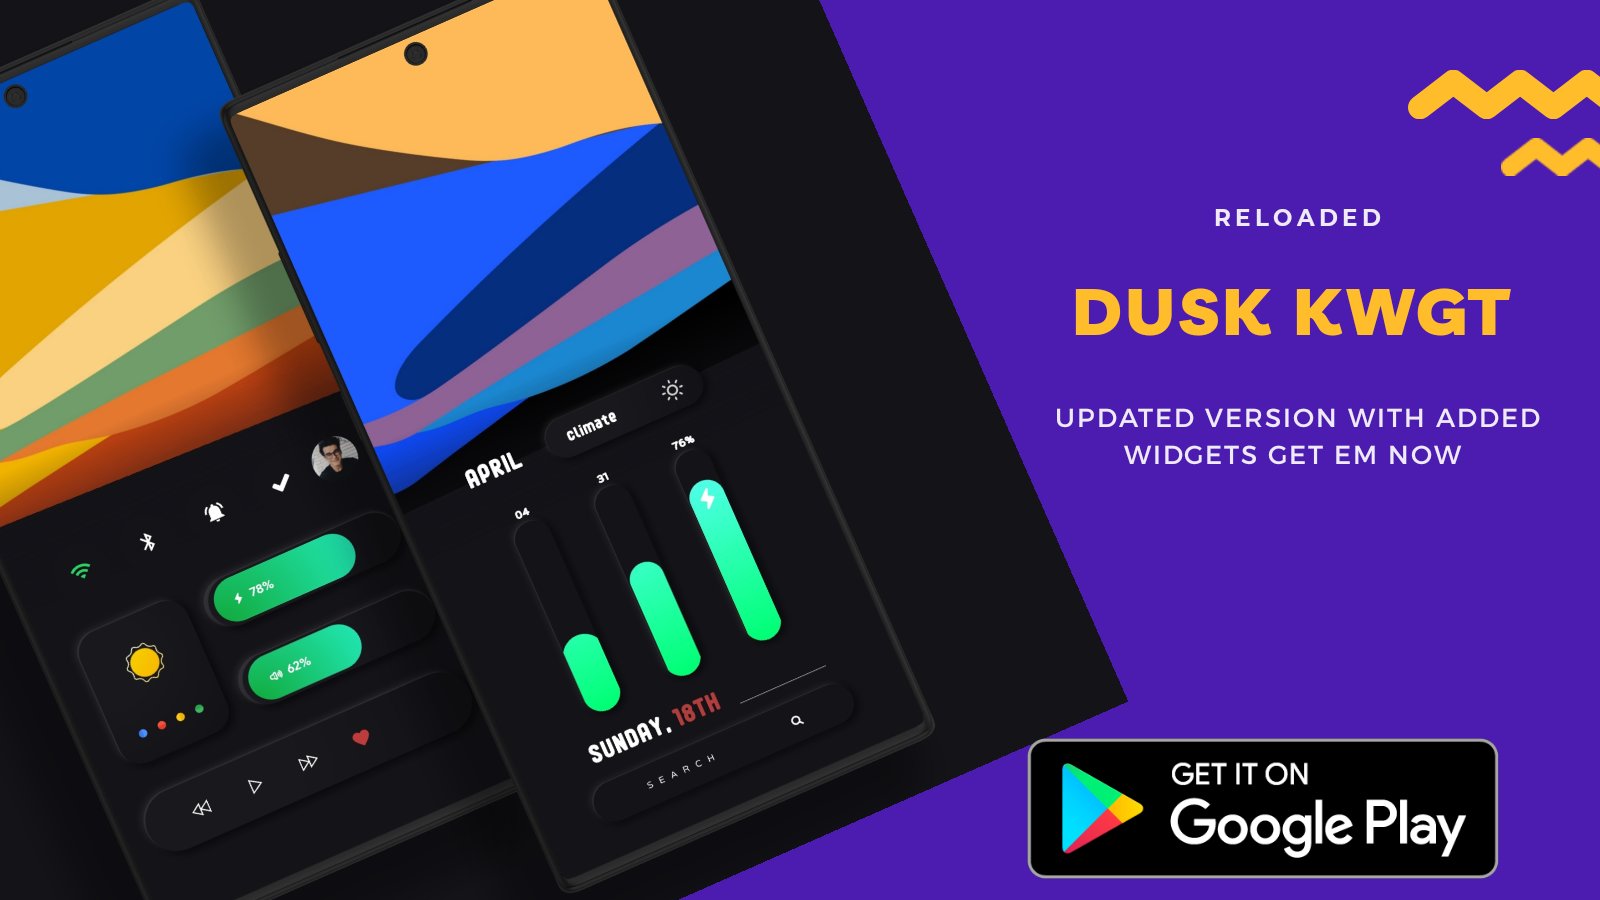 RELOADED
DUSK KWGT
UPDATED VERSION WITH ADDED
WIDGETS GET EM NOW
GET IT ON
Google Play
climate
APRIL
04
31
76%
SUNDAY, 18TH
SEARCH
78%
62%